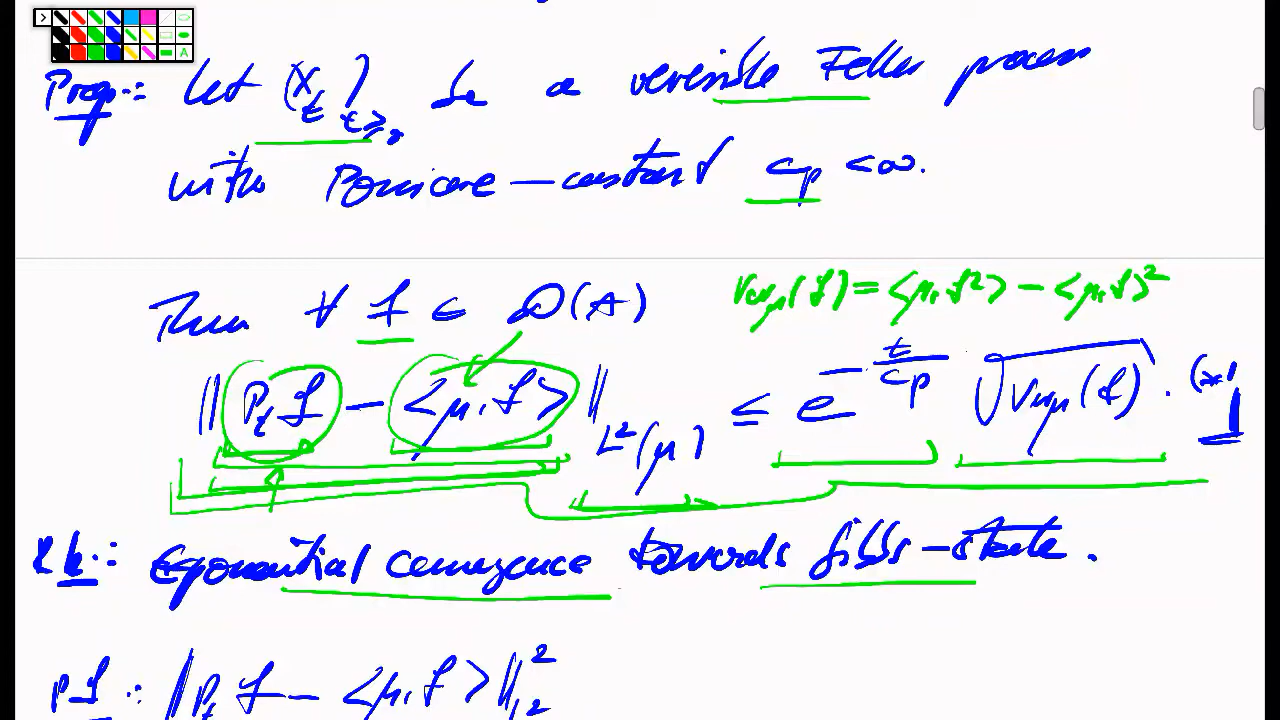 Prop.: Let (X_t)_{t≥0} be a reversible Feller process
with Poincare-constant c_p < ∞.
Var_μ(f) = <μ, f²> - <μ, f>²
Then ∀ f ∈ D(A)
‖ P_t f - <μ, f> ‖_{L²(μ)} ≤ e^{-t/c_p} √Var_μ(f). (*)
Rk.: Exponential convergence towards Gibbs-state.
pf.: ‖P_t f - <μ, f>‖²_{L²}